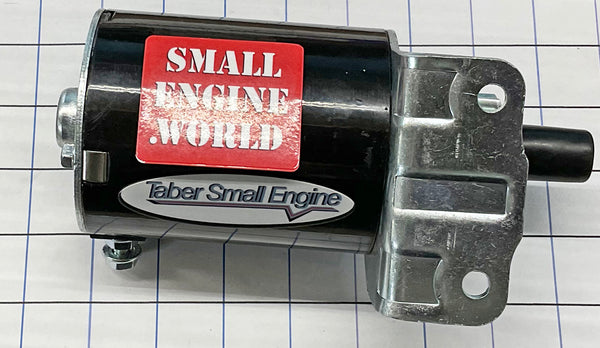 SMALL
ENGINE
.WORLD
Taber Small Engine